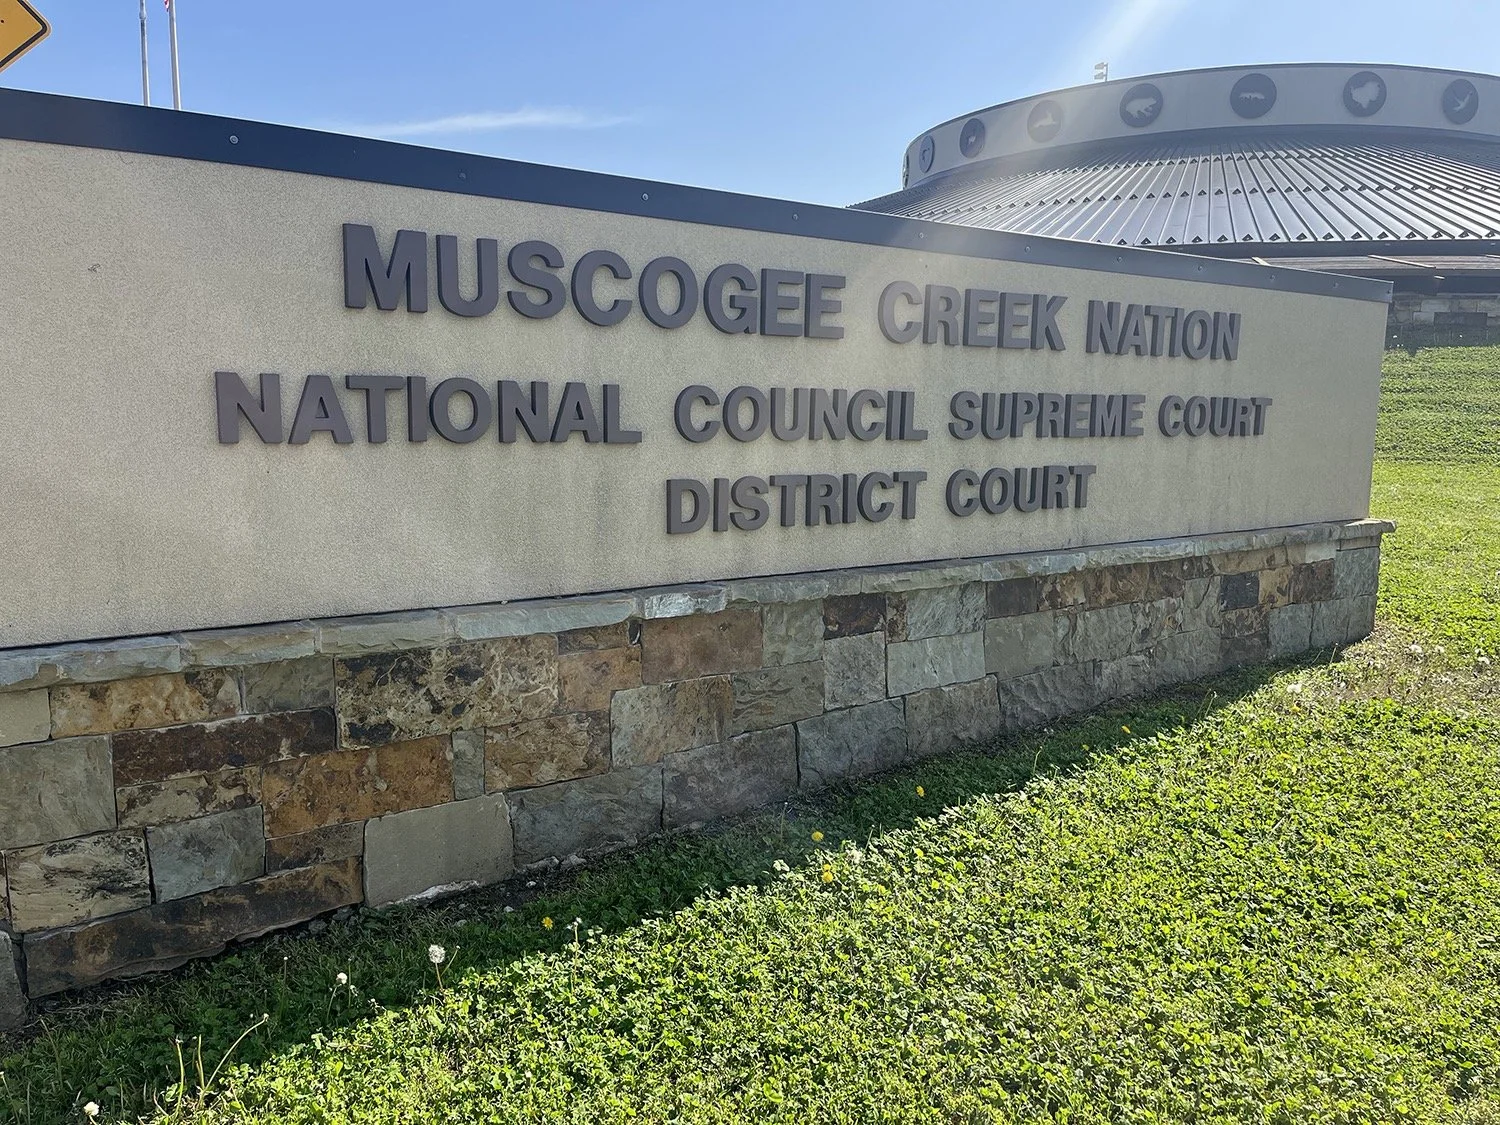 MUSCOGEE CREEK NATION
NATIONAL COUNCIL SUPREME COURT
DISTRICT COURT